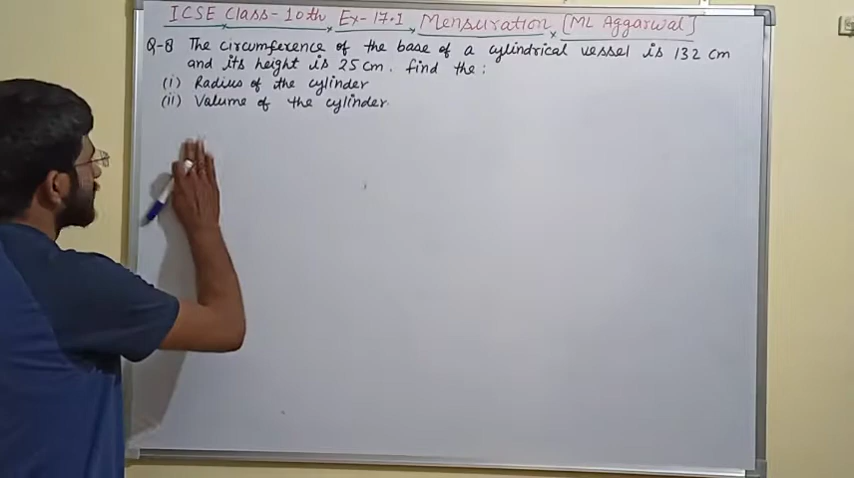 ICSE Class-10th Ex-17.1 Mensuration [ML Aggarwal]
Q-8 The circumference of the base of a cylindrical vessel is 132 cm
and its height is 25 cm. find the :
(i) Radius of the cylinder
(ii) Volume of the cylinder.